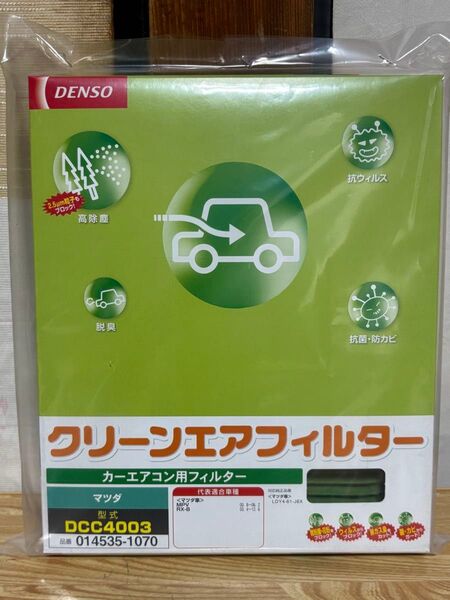 DENSO
2.5μm粒子も
ブロック!
高除塵
抗ウィルス
脱臭
抗菌・防カビ
クリーンエアフィルター
カーエアコン用フィルター
マツダ
型式
DCC4003
品番 014535-1070
代表適合車種
<マツダ車>
MPV
RX-8
<マツダ車>